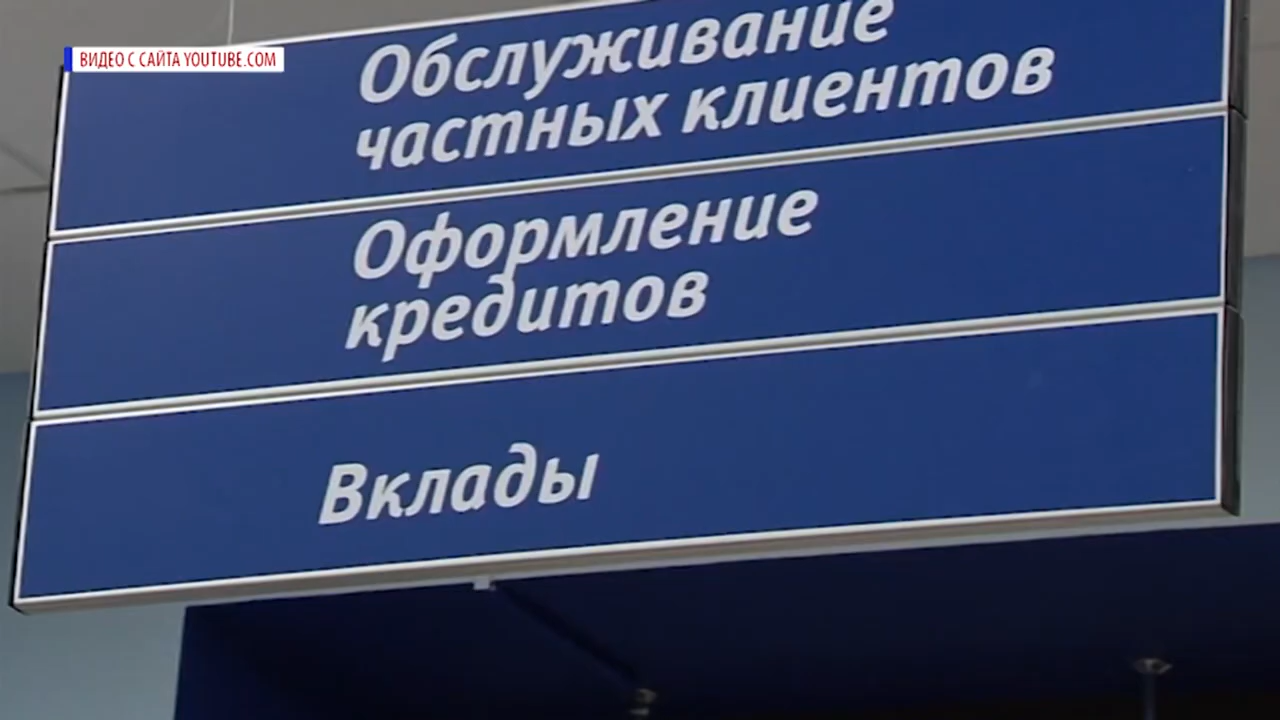 ВИДЕО С САЙТА YOUTUBE.COM
Обслуживание
частных клиентов
Оформление
кредитов
Вклады